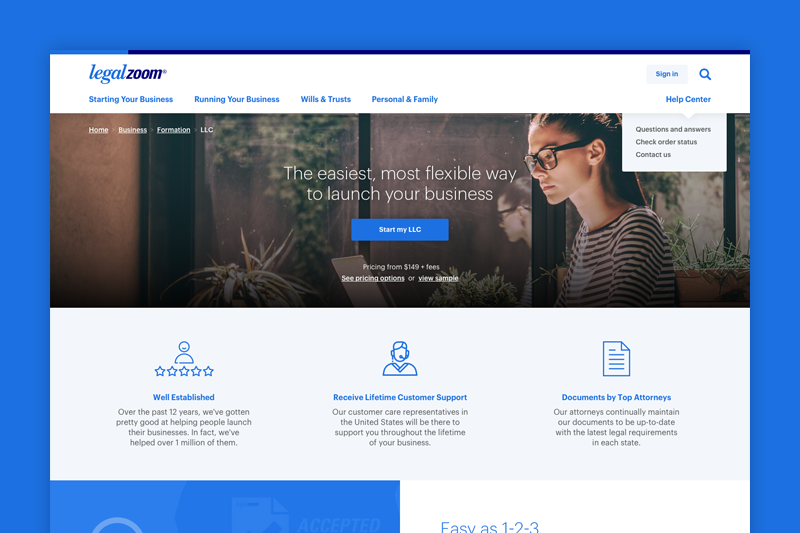 legalzoom®
Sign in
Starting Your Business
Running Your Business
Wills & Trusts
Personal & Family
Help Center
Questions and answers
Check order status
Contact us
Home
Business
Formation
LLC
The easiest, most flexible way
to launch your business
Start my LLC
Pricing from $149 + fees
See pricing options or view sample
Well Established
Over the past 12 years, we've gotten
pretty good at helping people launch
their businesses. In fact, we've
helped over 1 million of them.
Receive Lifetime Customer Support
Our customer care representatives in
the United States will be there to
support you throughout the lifetime
of your business.
Documents by Top Attorneys
Our attorneys continually maintain
our documents to be up-to-date
with the latest legal requirements
in each state.
ACCEPTED
Easy as 1-2-3